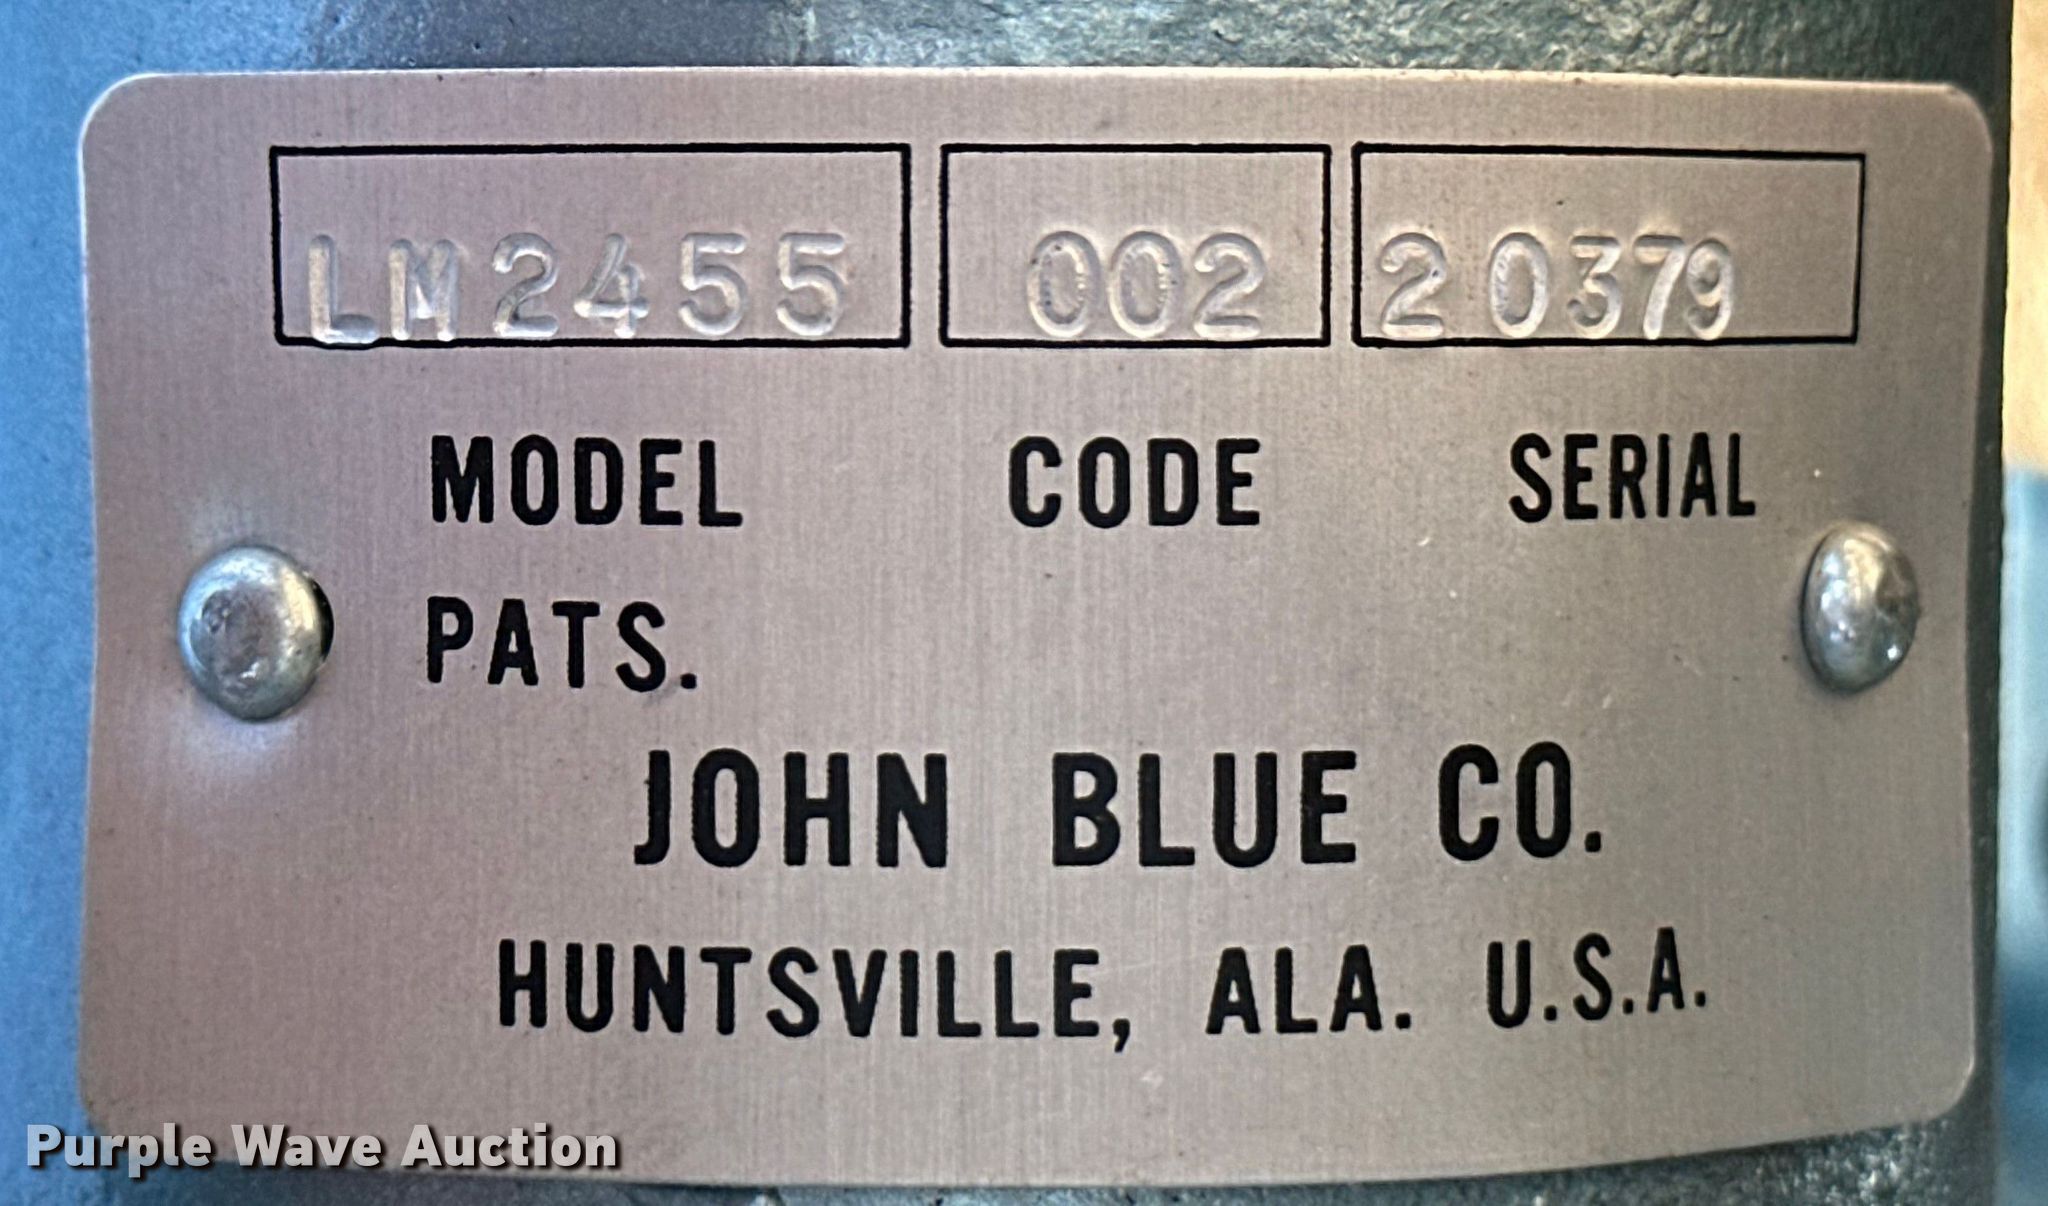 LM2455 002 20379
MODEL CODE SERIAL
PATS.
JOHN BLUE CO.
HUNTSVILLE, ALA. U.S.A.
Purple Wave Auction